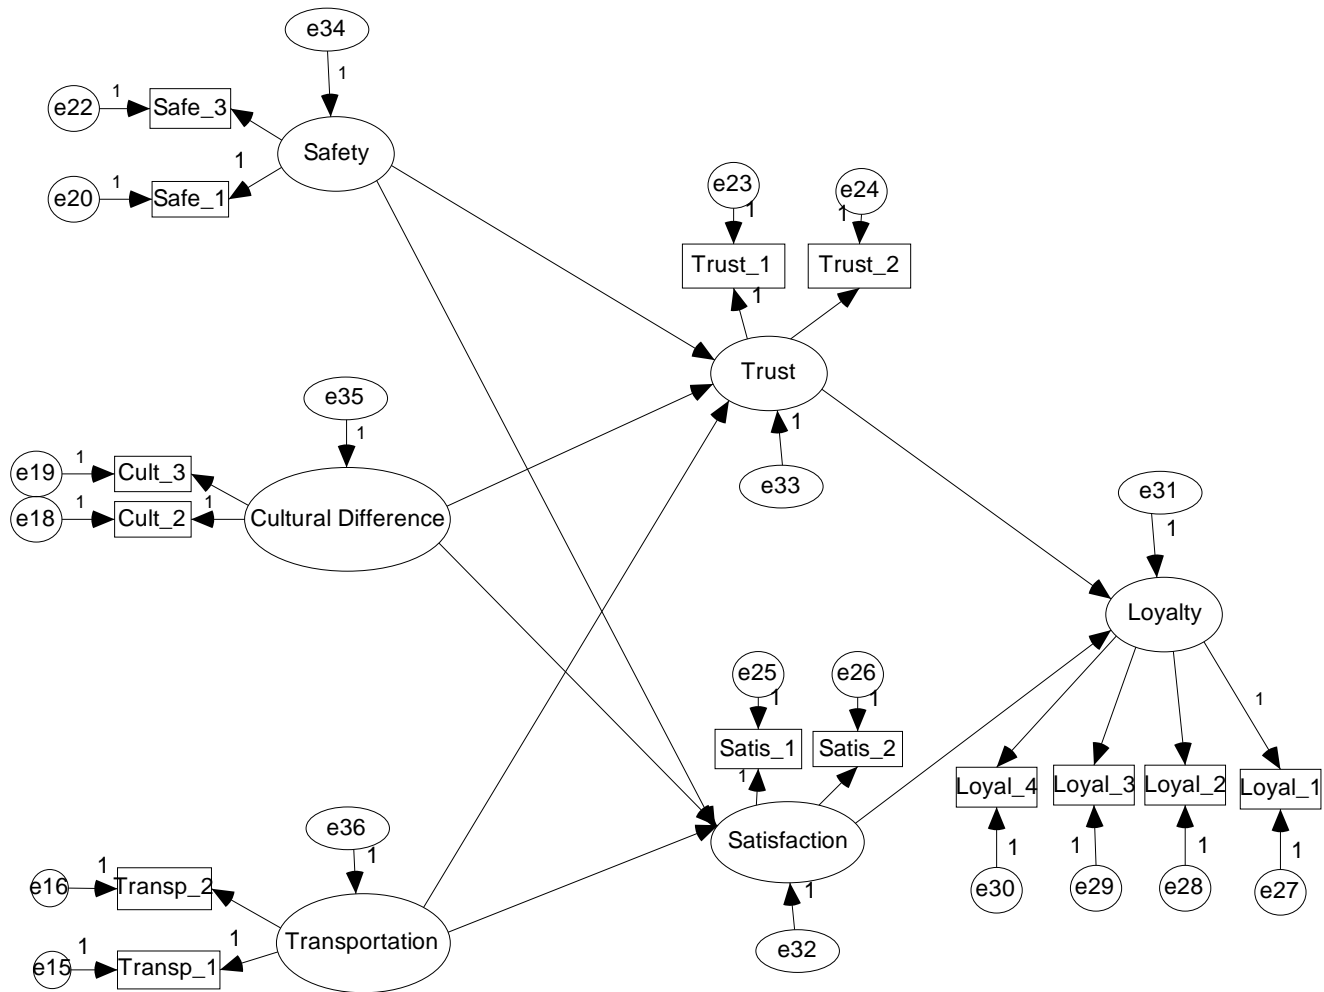 e34
1
e22
1
Safe_3
Safety
e20
1
Safe_1
1
e23
1
e24
1
Trust_1
1
Trust_2
Trust
1
e33
e35
1
e19
1
Cult_3
e18
1
Cult_2
1
Cultural Difference
e31
1
Loyalty
e25
1
e26
1
Satis_1
1
Satis_2
Satisfaction
1
e32
1
Loyal_4
Loyal_3
Loyal_2
Loyal_1
1
1
1
1
e30
e29
e28
e27
e36
1
e16
1
Transp_2
e15
1
Transp_1
1
Transportation